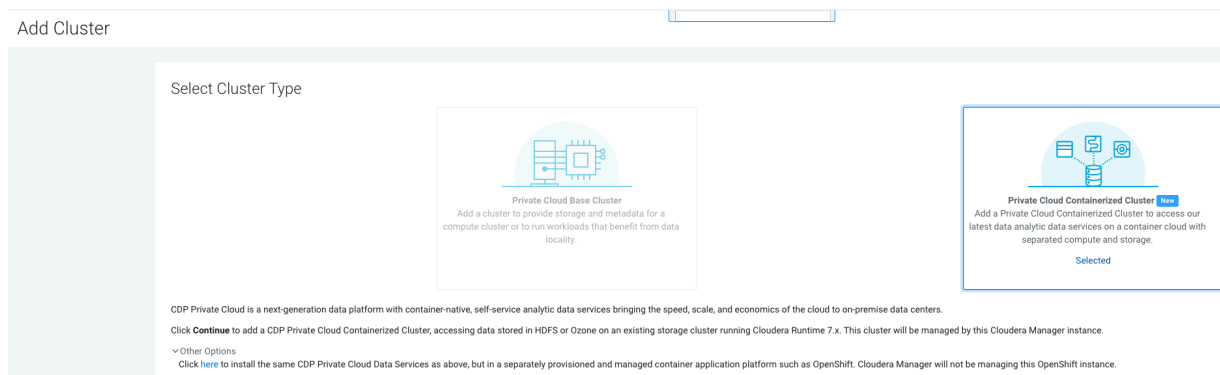 Add Cluster
Select Cluster Type
Private Cloud Base Cluster
Add a cluster to provide storage and metadata for a
compute cluster or to run workloads that benefit from data
locality.
Private Cloud Containerized Cluster New
Add a Private Cloud Containerized Cluster to access our
latest data analytic data services on a container cloud with
separated compute and storage.
Selected
CDP Private Cloud is a next-generation data platform with container-native, self-service analytic data services bringing the speed, scale, and economics of the cloud to on-premise data centers.
Click Continue to add a CDP Private Cloud Containerized Cluster, accessing data stored in HDFS or Ozone on an existing storage cluster running Cloudera Runtime 7.x. This cluster will be managed by this Cloudera Manager instance.
Other Options
Click here to install the same CDP Private Cloud Data Services as above, but in a separately provisioned and managed container application platform such as OpenShift. Cloudera Manager will not be managing this OpenShift instance.